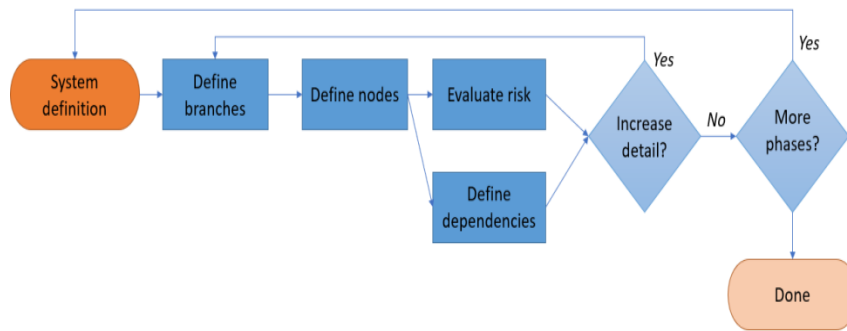 Yes
Yes
System
definition
Define
branches
Define nodes
Evaluate risk
Increase
detail?
No
More
phases?
Define
dependencies
Done